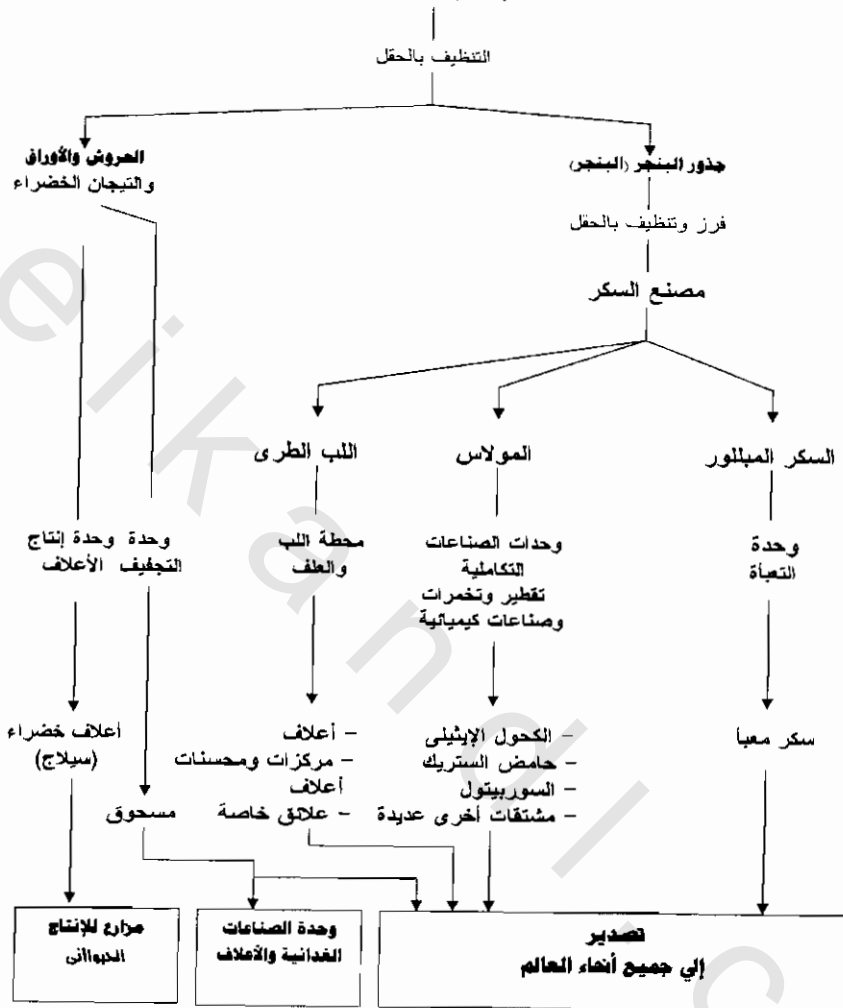 التنظيف بالحقل
جذور البنجر (البنجر)
العروش والأوراق
والتيجان الخضراء
فرز وتنظيف بالحقل
مصنع السكر
السكر المبللور
المولاس
اللب الطرى
وحدة
التعبأة
وحدات الصناعات
التكاملية
تقطير وتخمرات
وصناعات كيميائية
محطة اللب
والعلف
وحدة
التجفيف
وحدة إنتاج
الأعلاف
سكر معبأ
- الكحول الإيثيلى
- حامض الستريك
- السوربيتول
- مشتقات أخرى عديدة
- أعلاف
- مركزات ومحسنات
أعلاف
- علائق خاصة
مسحوق
أعلاف خضراء
(سيلاج)
تصدير
إلي جميع أنحاء العالم
وحدة الصناعات
الغدائية والأعلاف
مزارع للإنتاج
الحيوانى
e i k a n d l . c